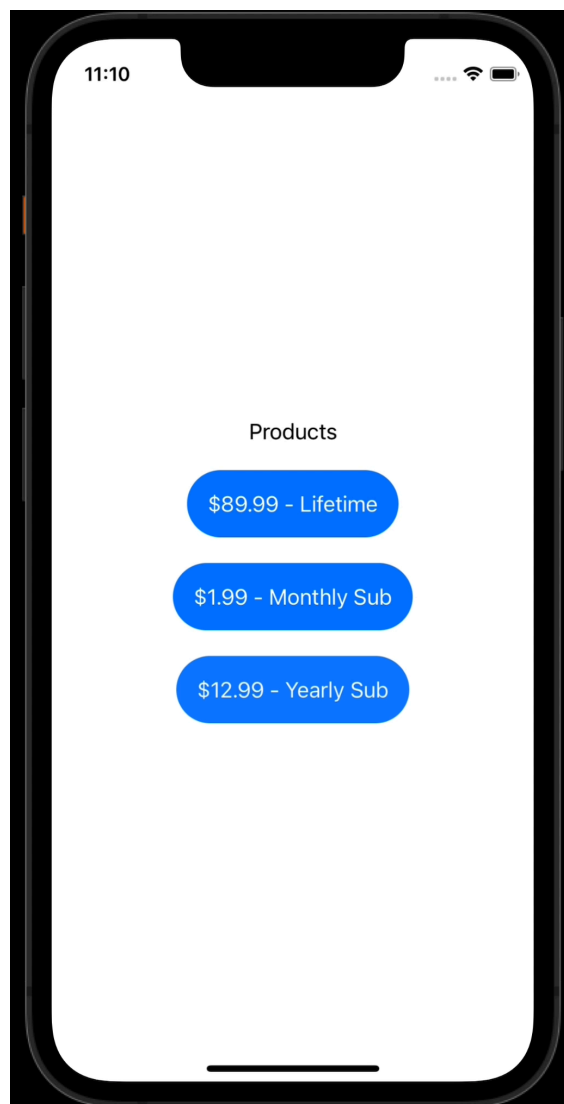 11:10
Products
$89.99 - Lifetime
$1.99 - Monthly Sub
$12.99 - Yearly Sub